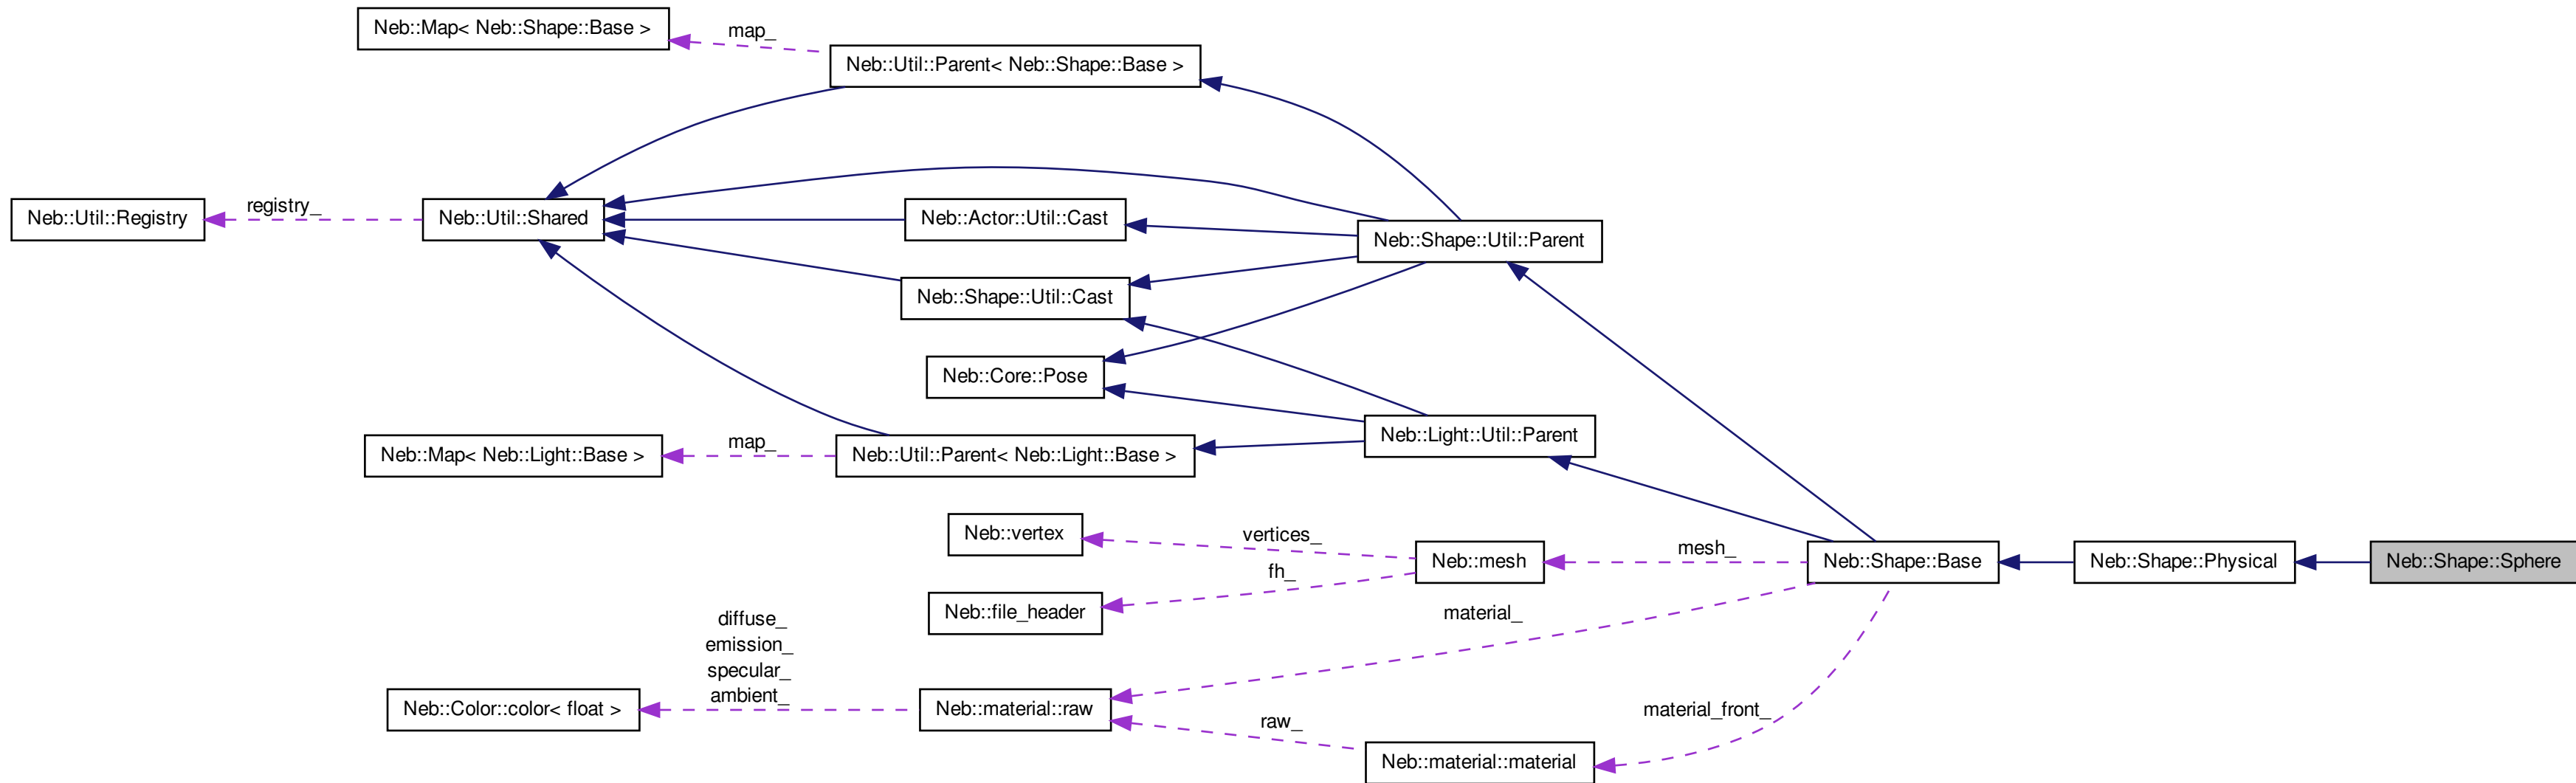 Neb::Map< Neb::Shape::Base >
map_
Neb::Util::Parent< Neb::Shape::Base >
Neb::Util::Registry
registry_
Neb::Util::Shared
Neb::Actor::Util::Cast
Neb::Shape::Util::Parent
Neb::Shape::Util::Cast
Neb::Core::Pose
Neb::Map< Neb::Light::Base >
map_
Neb::Util::Parent< Neb::Light::Base >
Neb::Light::Util::Parent
Neb::vertex
vertices_
fh_
Neb::mesh
mesh_
Neb::Shape::Base
Neb::Shape::Physical
Neb::Shape::Sphere
Neb::file_header
material_
diffuse_
emission_
specular_
ambient_
Neb::Color::color< float >
Neb::material::raw
raw_
material_front_
Neb::material::material